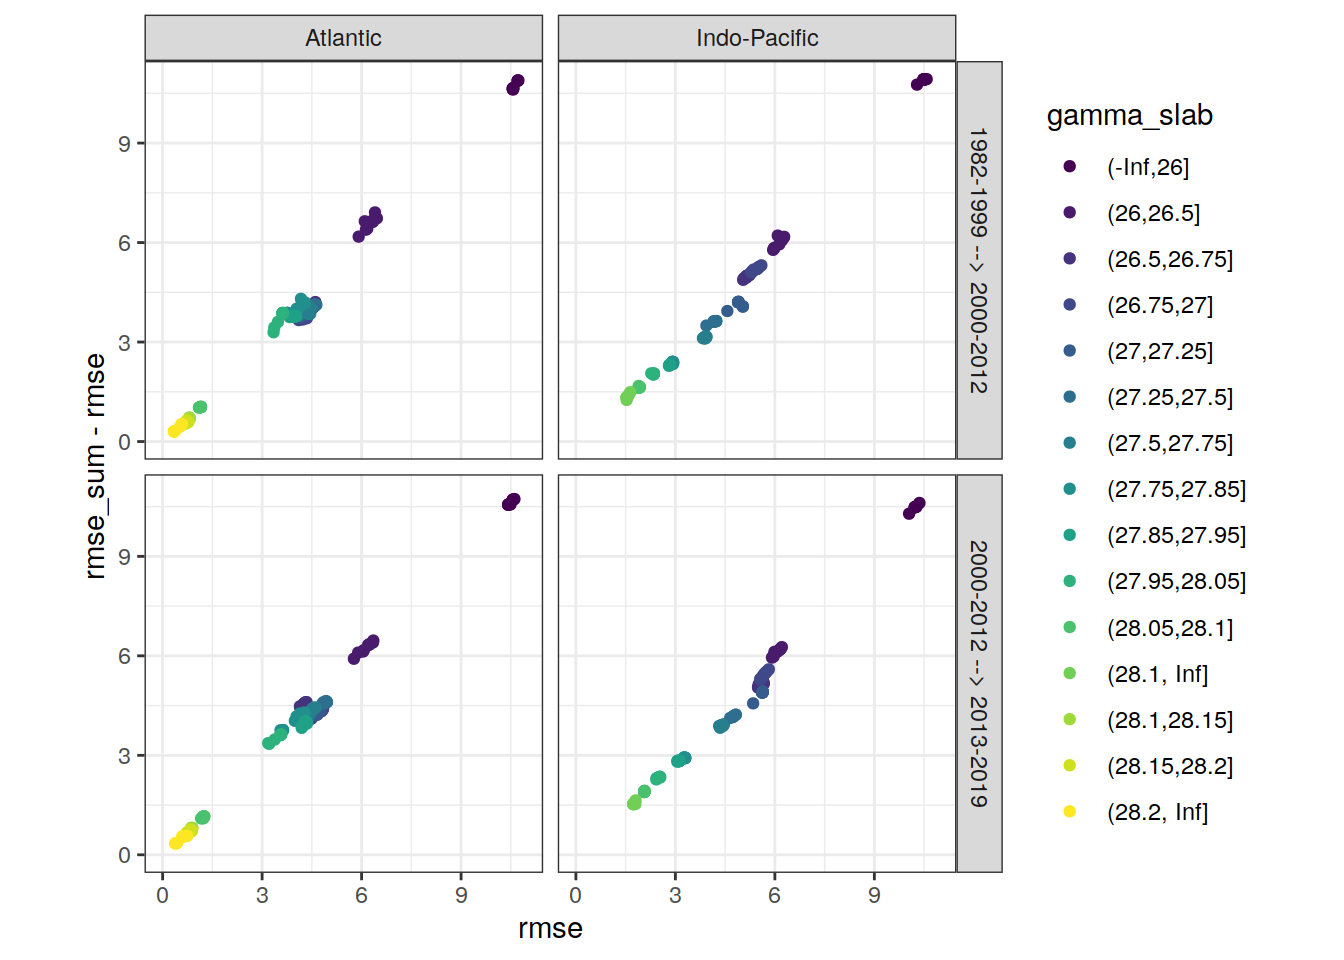 Atlantic
Indo-Pacific
9
6
3
0
1982-1999 --> 2000-2012
9
6
3
0
2000-2012 --> 2013-2019
0
3
6
9
0
3
6
9
rmse
rmse_sum - rmse
gamma_slab
(-Inf,26]
(26,26.5]
(26.5,26.75]
(26.75,27]
(27,27.25]
(27.25,27.5]
(27.5,27.75]
(27.75,27.85]
(27.85,27.95]
(27.95,28.05]
(28.05,28.1]
(28.1, Inf]
(28.1,28.15]
(28.15,28.2]
(28.2, Inf]